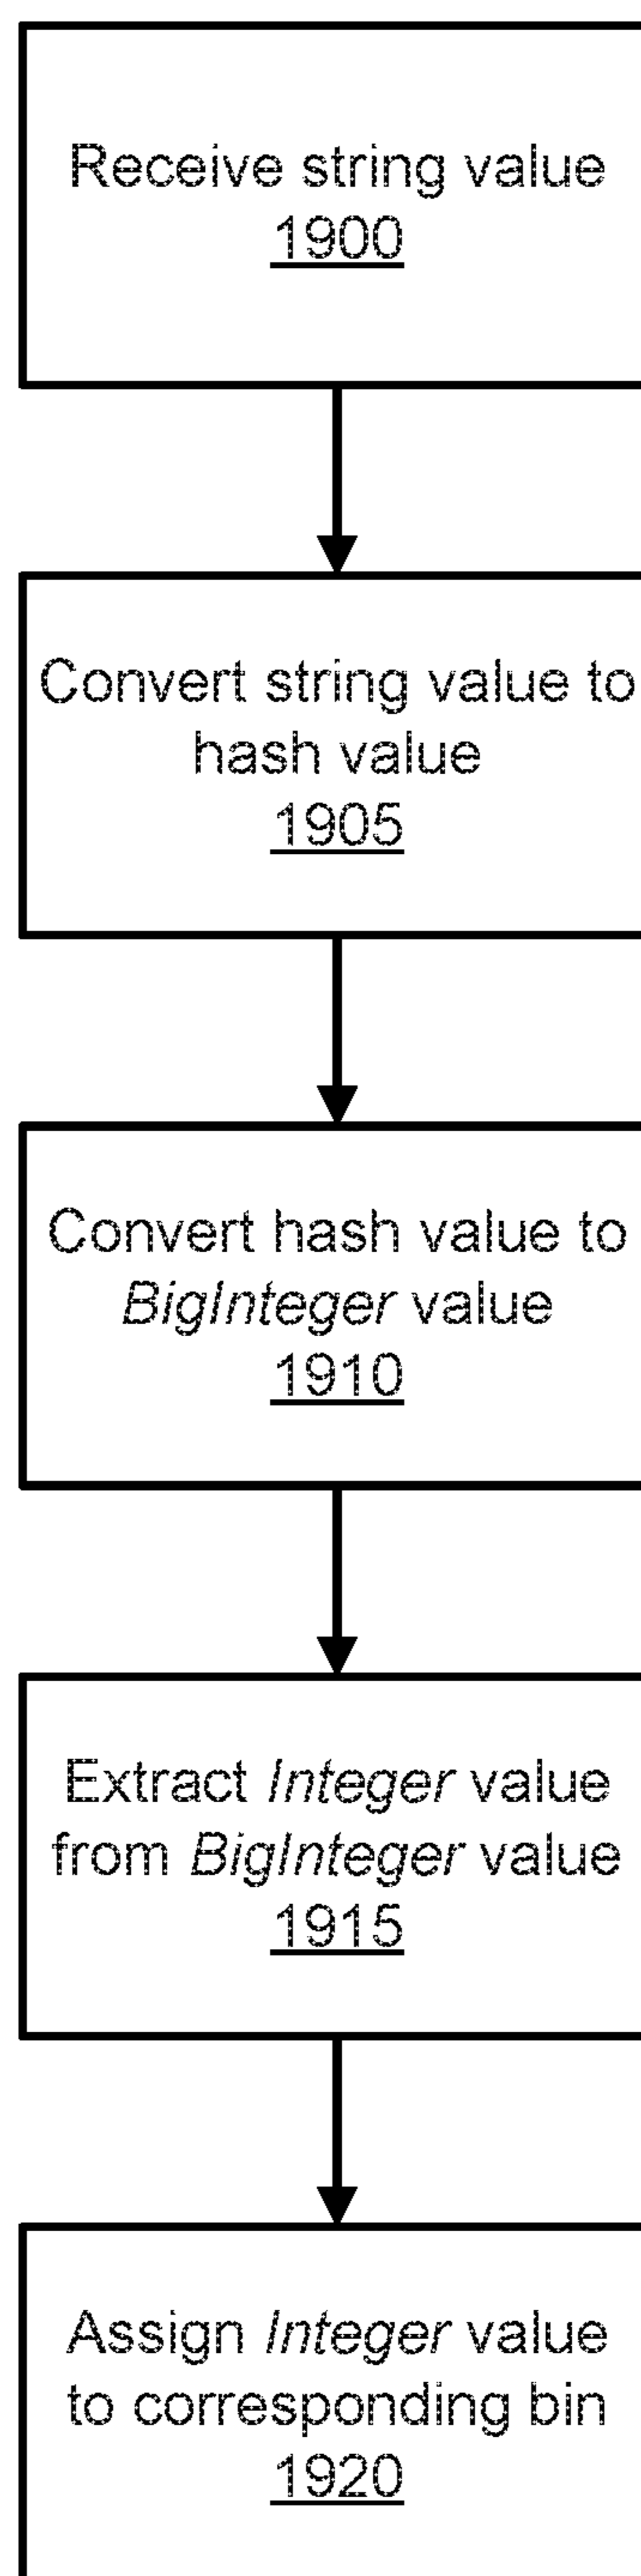 Receive string value
1900
Convert string value to
hash value
1905
Convert hash value to
BigInteger value
1910
Extract Integer value
from BigInteger value
1915
Assign Integer value
to corresponding bin
1920